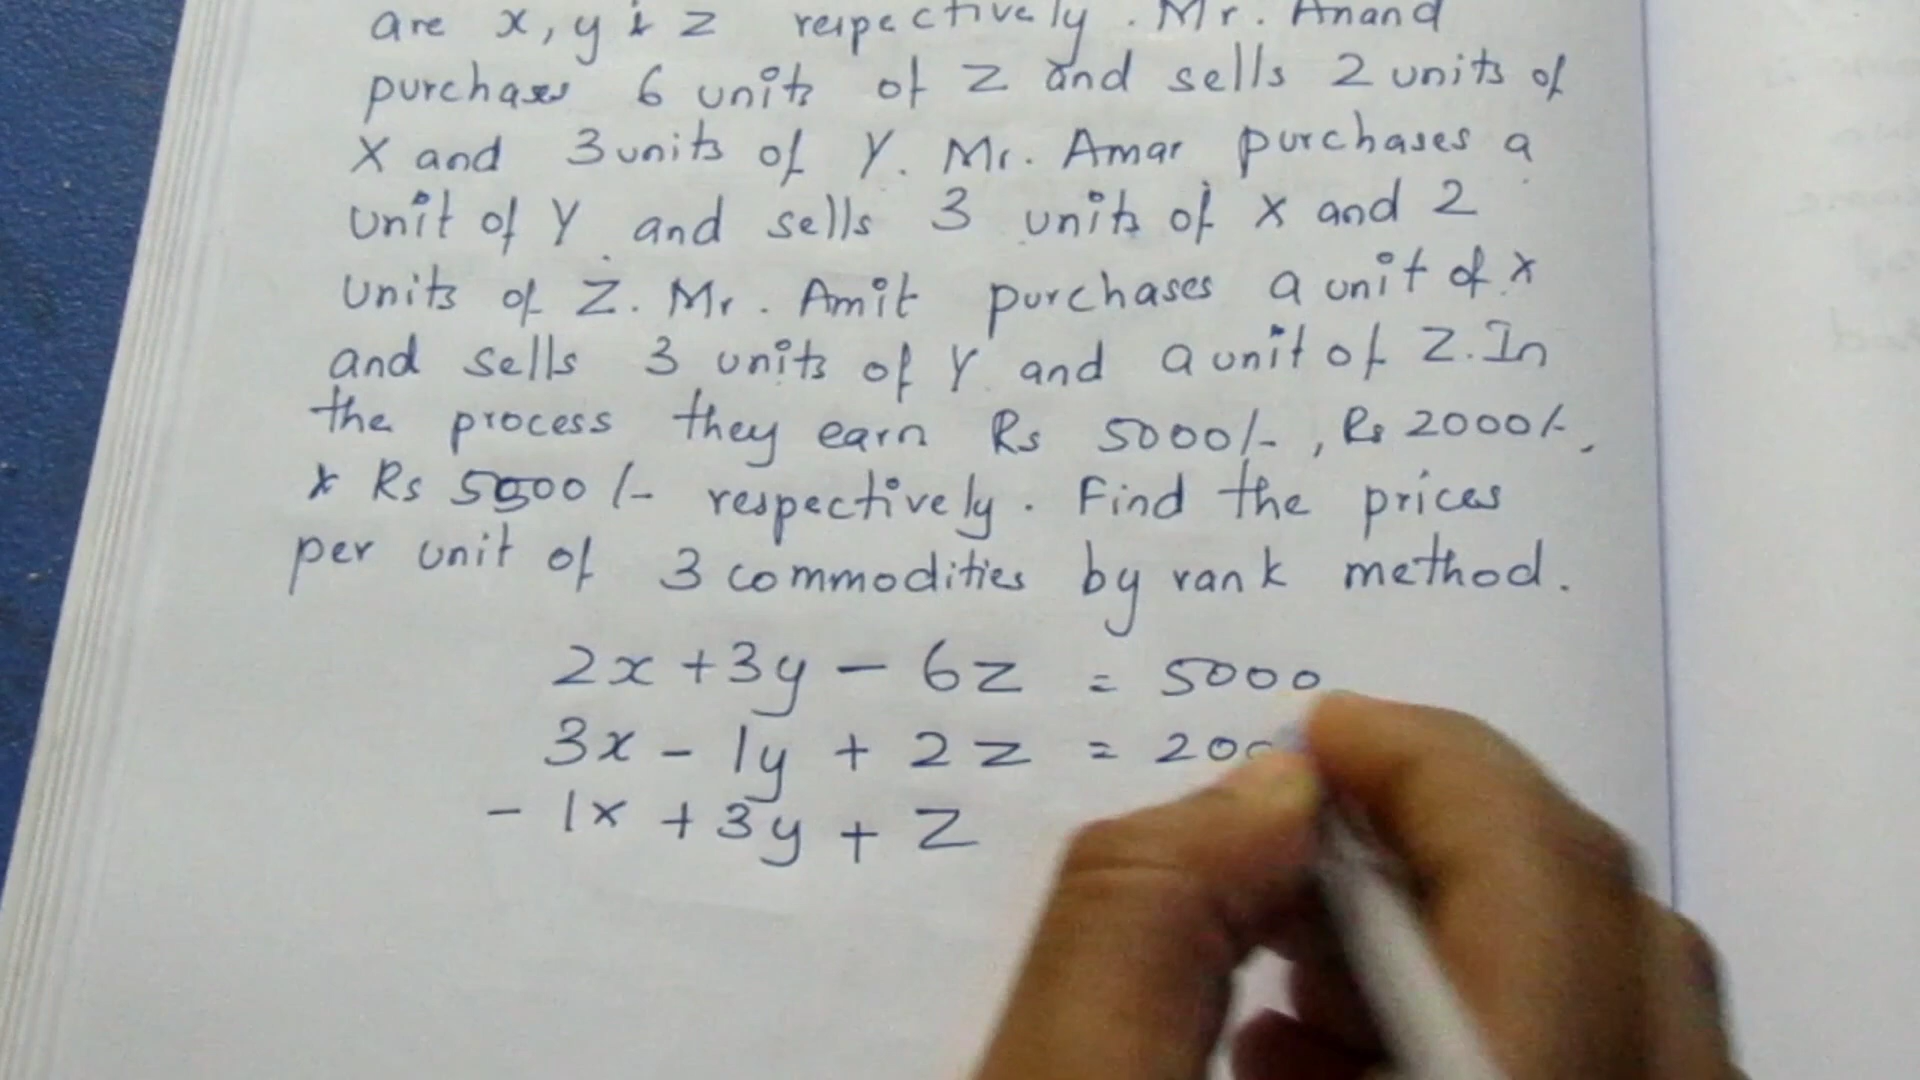 are x, y & z respectively. Mr. Anand
purchases 6 units of Z and sells 2 units of
X and 3 units of Y. Mr. Amar purchases a
unit of Y and sells 3 units of X and 2
units of Z. Mr. Amit purchases a unit of x
and sells 3 units of Y and a unit of Z. In
the process they earn Rs 5000/-, Rs 2000/-,
& Rs 5500/- respectively. Find the prices
per unit of 3 commodities by rank method.
2x + 3y - 6z = 5000
3x - 1y + 2z = 200
- 1x + 3y + z